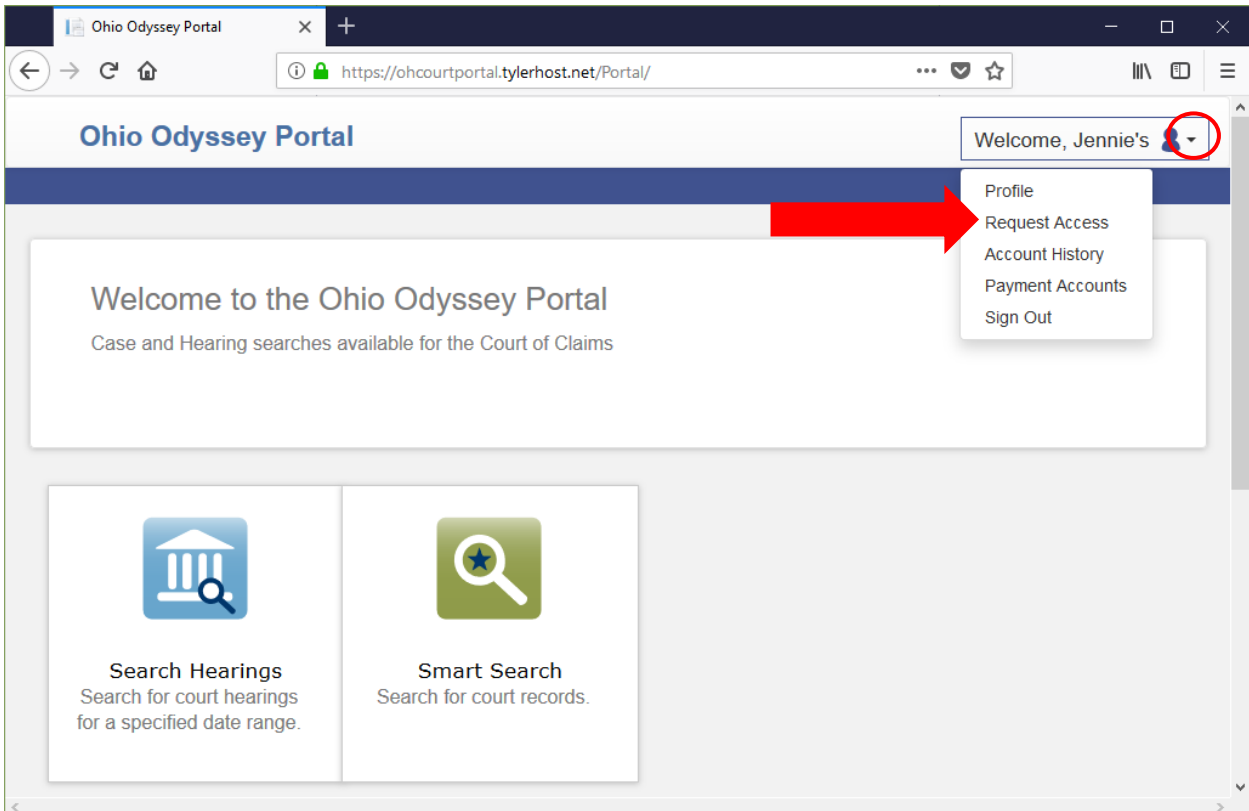 Ohio Odyssey Portal
https://ohcourtportal.tylerhost.net/Portal/
Ohio Odyssey Portal
Welcome, Jennie's
Profile
Request Access
Account History
Payment Accounts
Sign Out
Welcome to the Ohio Odyssey Portal
Case and Hearing searches available for the Court of Claims
Search Hearings
Search for court hearings
for a specified date range.
Smart Search
Search for court records.